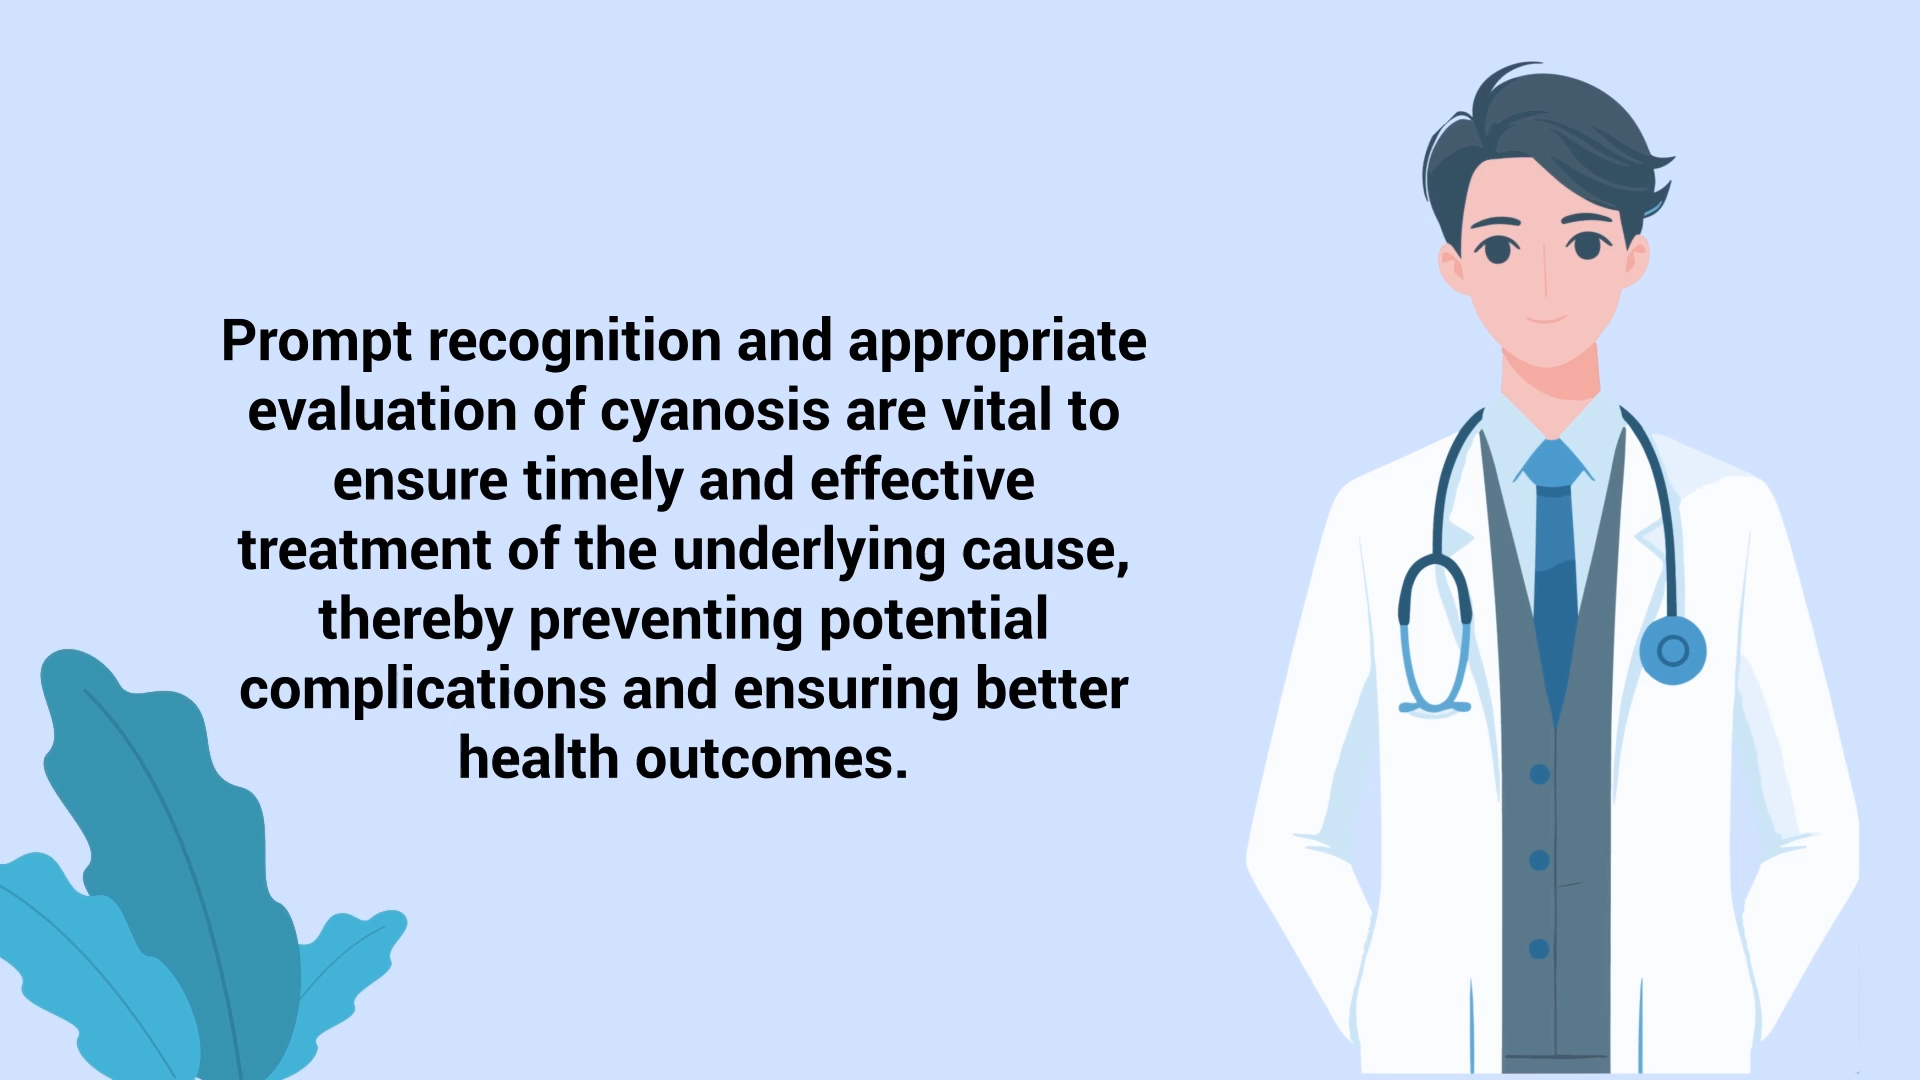 Prompt recognition and appropriate
evaluation of cyanosis are vital to
ensure timely and effective
treatment of the underlying cause,
thereby preventing potential
complications and ensuring better
health outcomes.